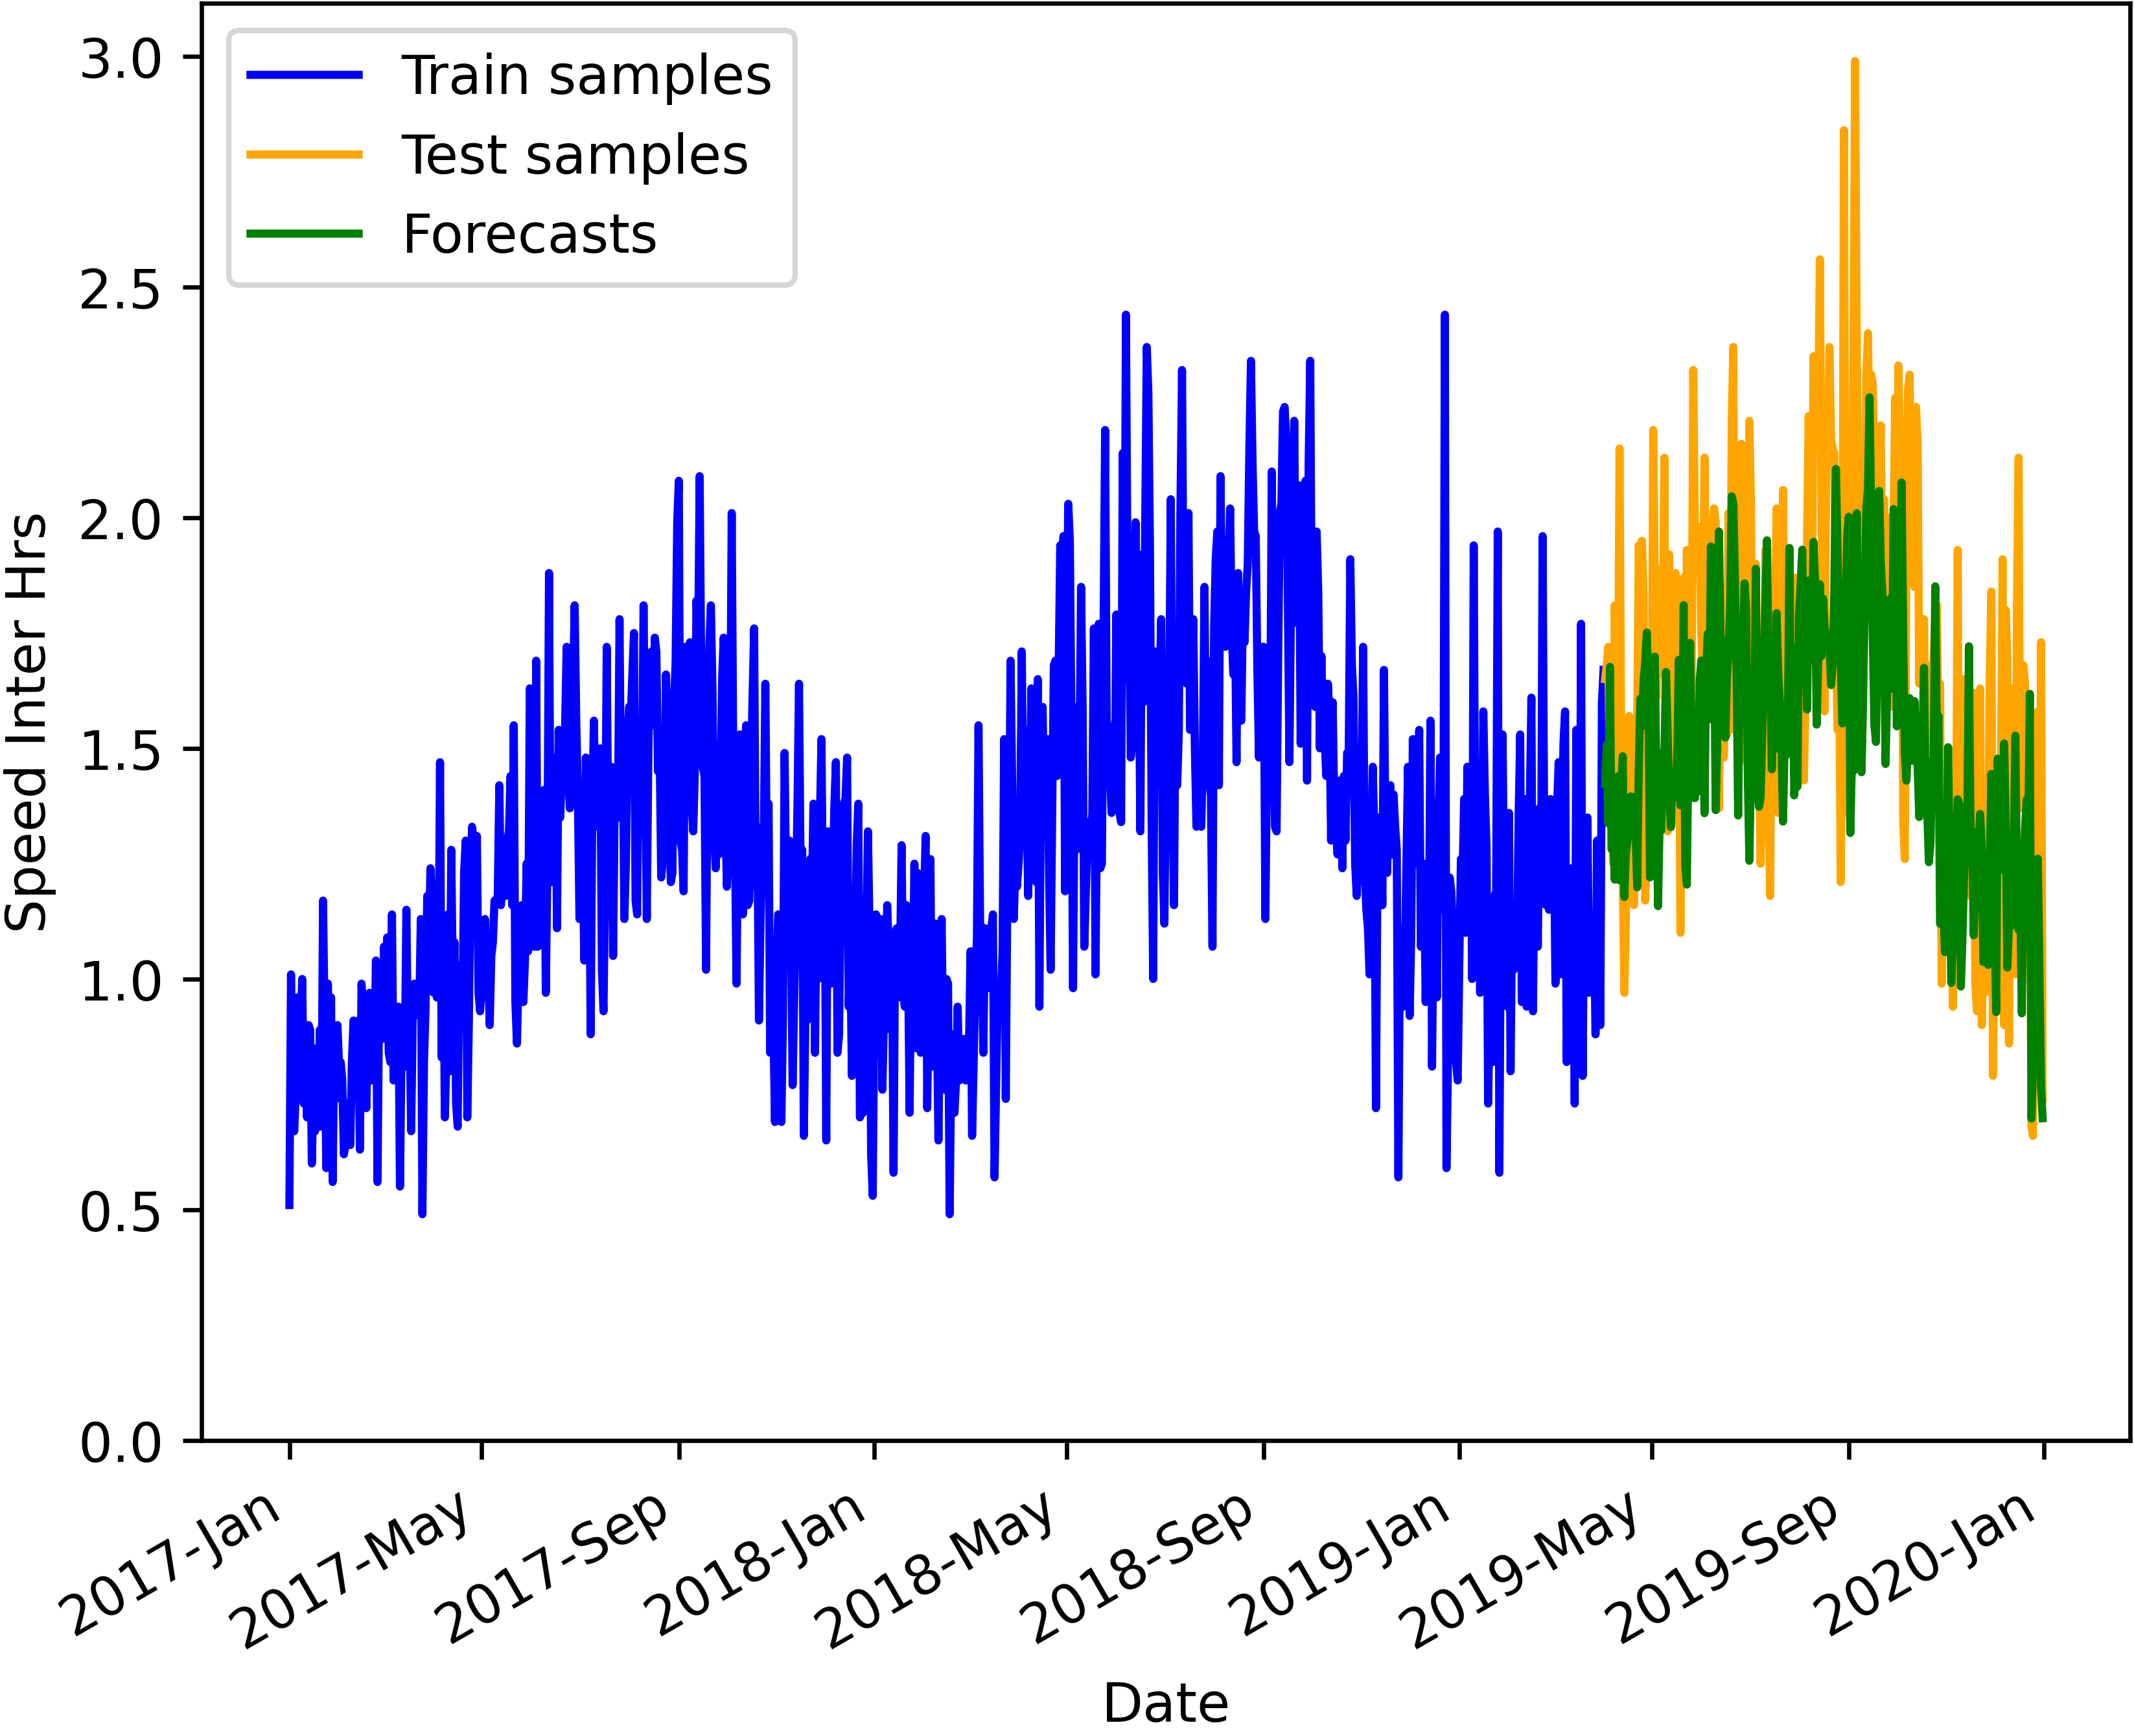 Train samples
Test samples
Forecasts
3.0
2.5
2.0
1.5
1.0
0.5
0.0
Speed Inter Hrs
2017-Jan
2017-May
2017-Sep
2018-Jan
2018-May
2018-Sep
2019-Jan
2019-May
2019-Sep
2020-Jan
Date